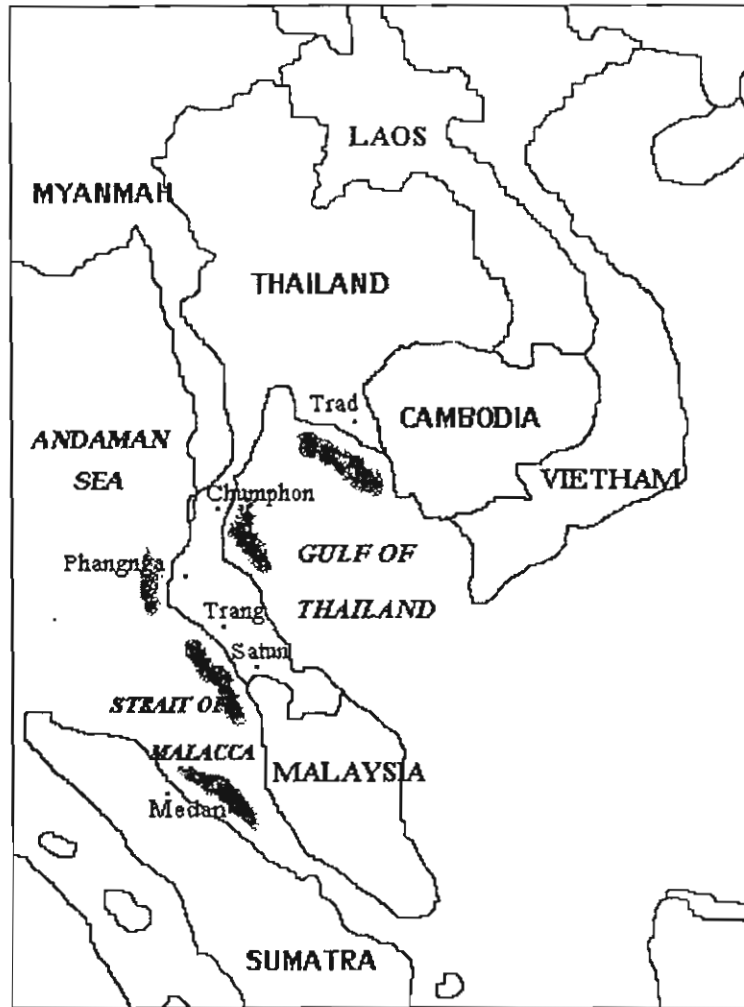 LAOS
MYANMAH
THAILAND
Trad
CAMBODIA
ANDAMAN
SEA
VIETHAM
Chumphon
GULF OF
Phangnga
THAILAND
Trang
Satun
STRAIT OF
MALACCA
MALAYSIA
Medan
SUMATRA